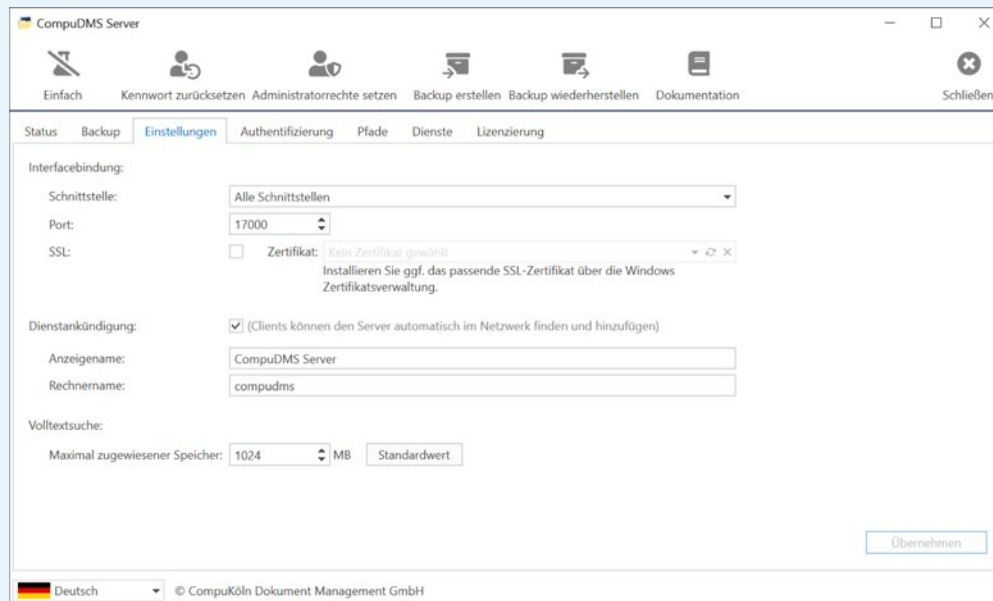 CompuDMS Server
Einfach Kennwort zurücksetzen Administratorrechte setzen Backup erstellen Backup wiederherstellen Dokumentation Schließen
Status Backup Einstellungen Authentifizierung Pfade Dienste Lizenzierung
Interfacebindung:
Schnittstelle: Alle Schnittstellen
Port: 17000
SSL: Zertifikat: Kein Zertifikat gewählt
Installieren Sie ggf. das passende SSL-Zertifikat über die Windows
Zertifikatsverwaltung.
Dienstankündigung: (Clients können den Server automatisch im Netzwerk finden und hinzufügen)
Anzeigename: CompuDMS Server
Rechnername: compudms
Volltextsuche:
Maximal zugewiesener Speicher: 1024 MB Standardwert
Übernehmen
Deutsch © CompuKöln Dokument Management GmbH